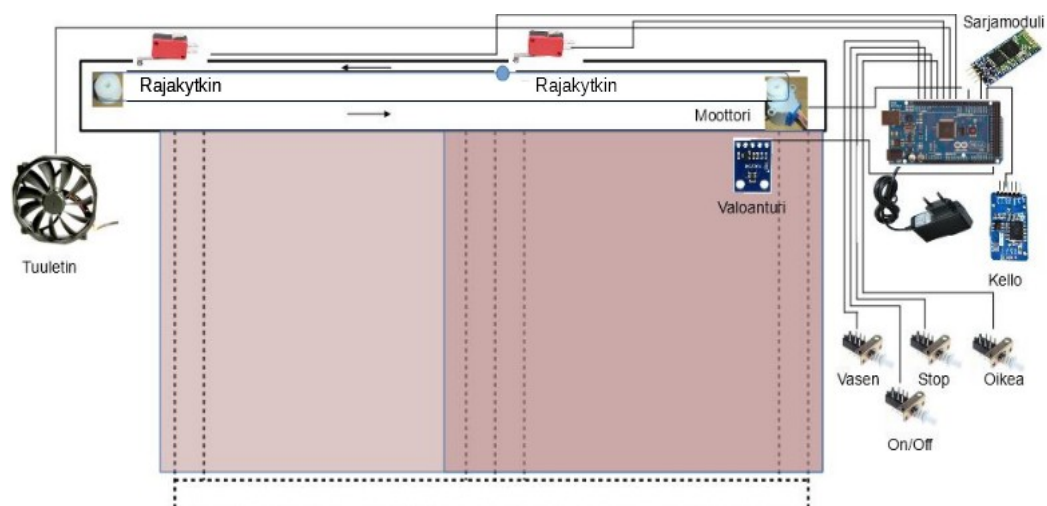 Sarjamoduli
Rajakytkin
Rajakytkin
Moottori
Valoanturi
Tuuletin
Kello
Vasen
Stop
Oikea
On/Off